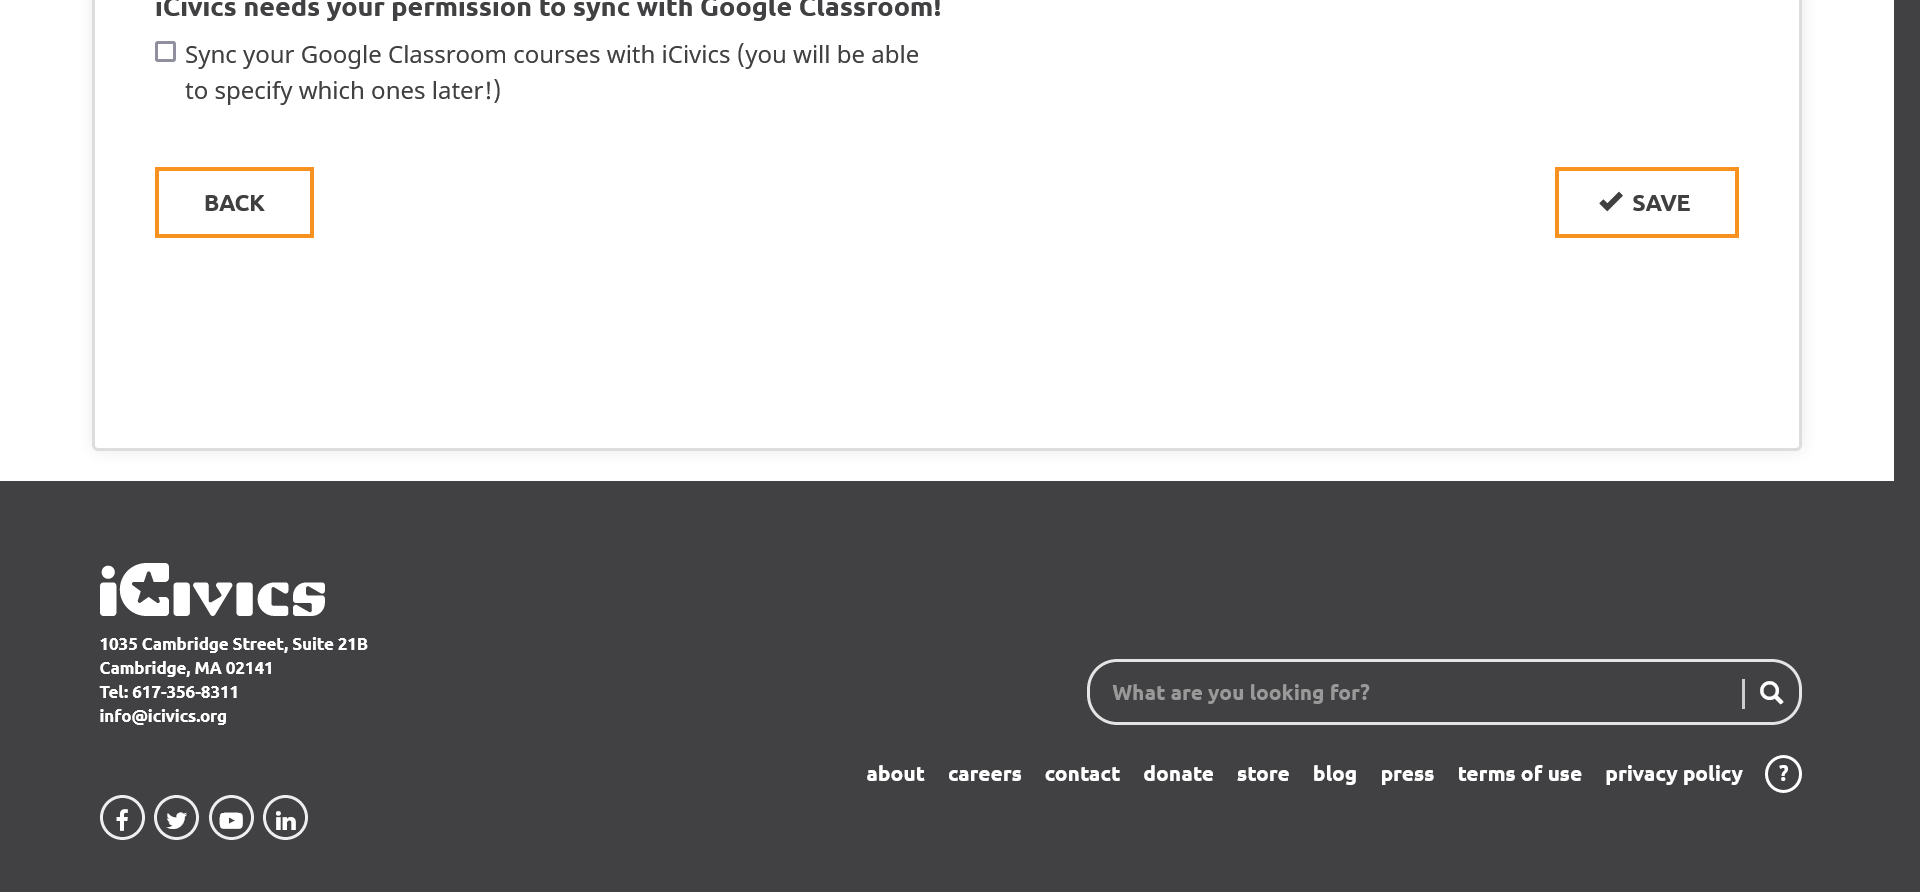 iCivics needs your permission to sync with Google Classroom!
Sync your Google Classroom courses with iCivics (you will be able
to specify which ones later!)
BACK
SAVE
iCivics
1035 Cambridge Street, Suite 21B
Cambridge, MA 02141
Tel: 617-356-8311
info@icivics.org
What are you looking for?
about careers contact donate store blog press terms of use privacy policy ?